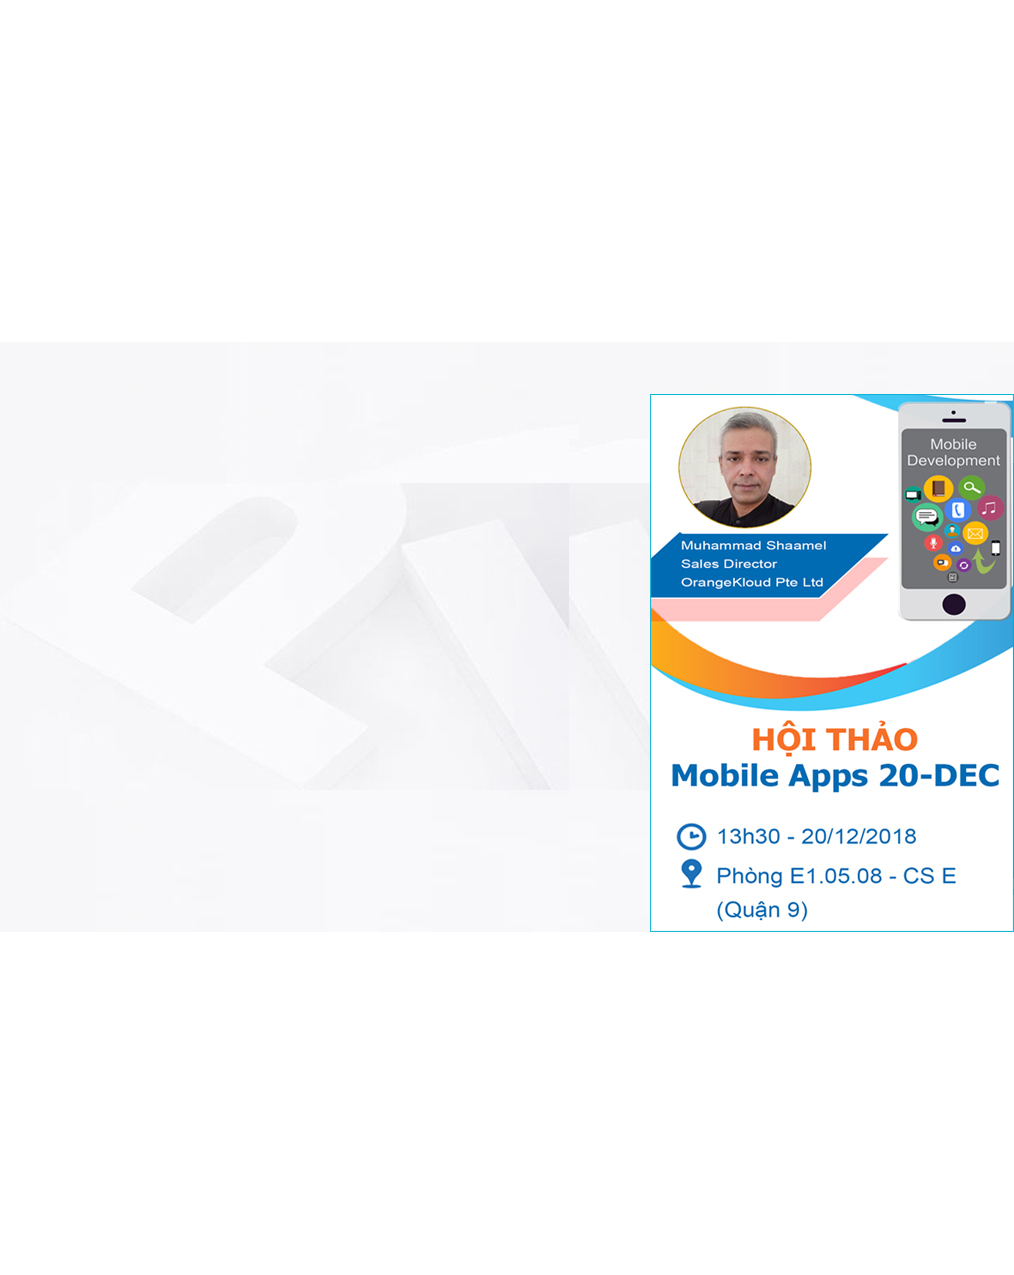 Mobile
Development
Muhammad Shaamel
Sales Director
OrangeKloud Pte Ltd
HỘI THẢO
Mobile Apps 20-DEC
13h30 - 20/12/2018
Phòng E1.05.08 - CS E
(Quận 9)